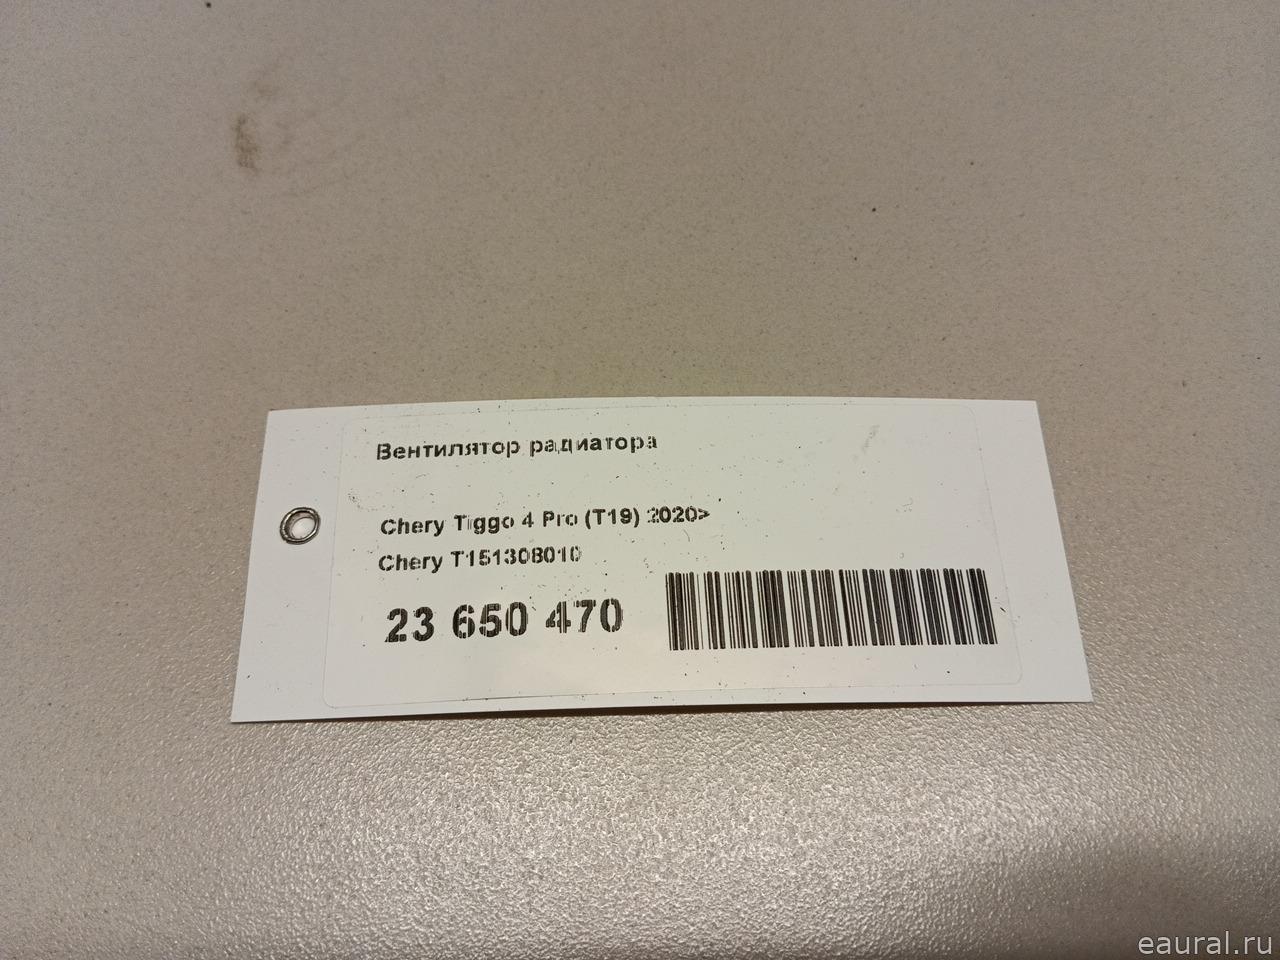 Вентилятор радиатора
Chery Tiggo 4 Pro (T19) 2020>
Chery T151308010
23 650 470
eaural.ru